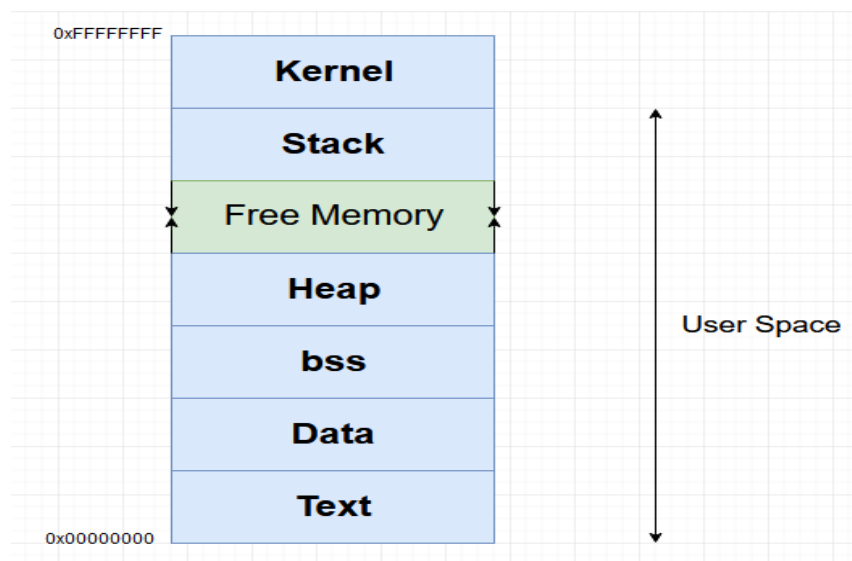 0xFFFFFFFF
Kernel
Stack
Free Memory
Heap
User Space
bss
Data
Text
0x00000000